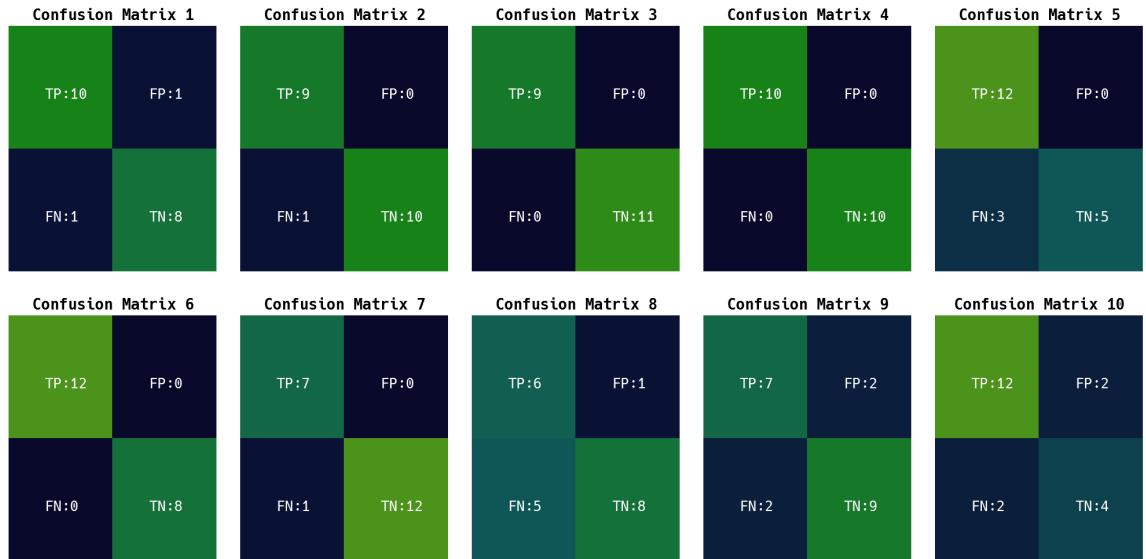 Confusion Matrix 1
TP:10 FP:1
FN:1 TN:8
Confusion Matrix 2
TP:9 FP:0
FN:1 TN:10
Confusion Matrix 3
TP:9 FP:0
FN:0 TN:11
Confusion Matrix 4
TP:10 FP:0
FN:0 TN:10
Confusion Matrix 5
TP:12 FP:0
FN:3 TN:5
Confusion Matrix 6
TP:12 FP:0
FN:0 TN:8
Confusion Matrix 7
TP:7 FP:0
FN:1 TN:12
Confusion Matrix 8
TP:6 FP:1
FN:5 TN:8
Confusion Matrix 9
TP:7 FP:2
FN:2 TN:9
Confusion Matrix 10
TP:12 FP:2
FN:2 TN:4